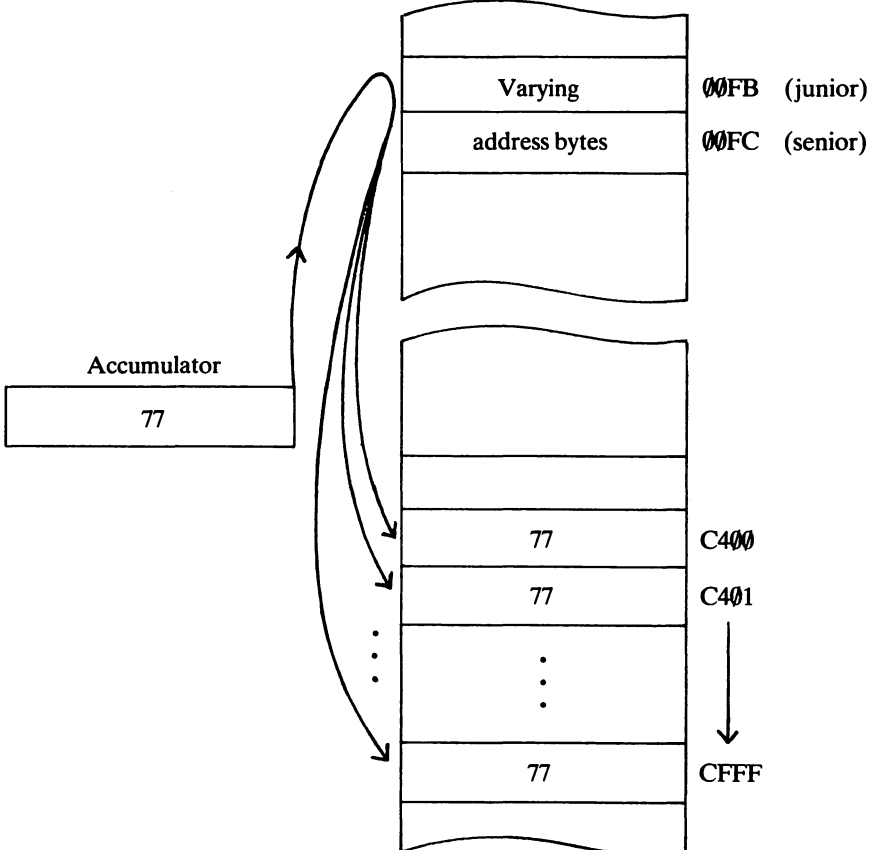 Varying 00FB (junior)
address bytes 00FC (senior)
Accumulator
77
77 C400
77 C401
77 CFFF